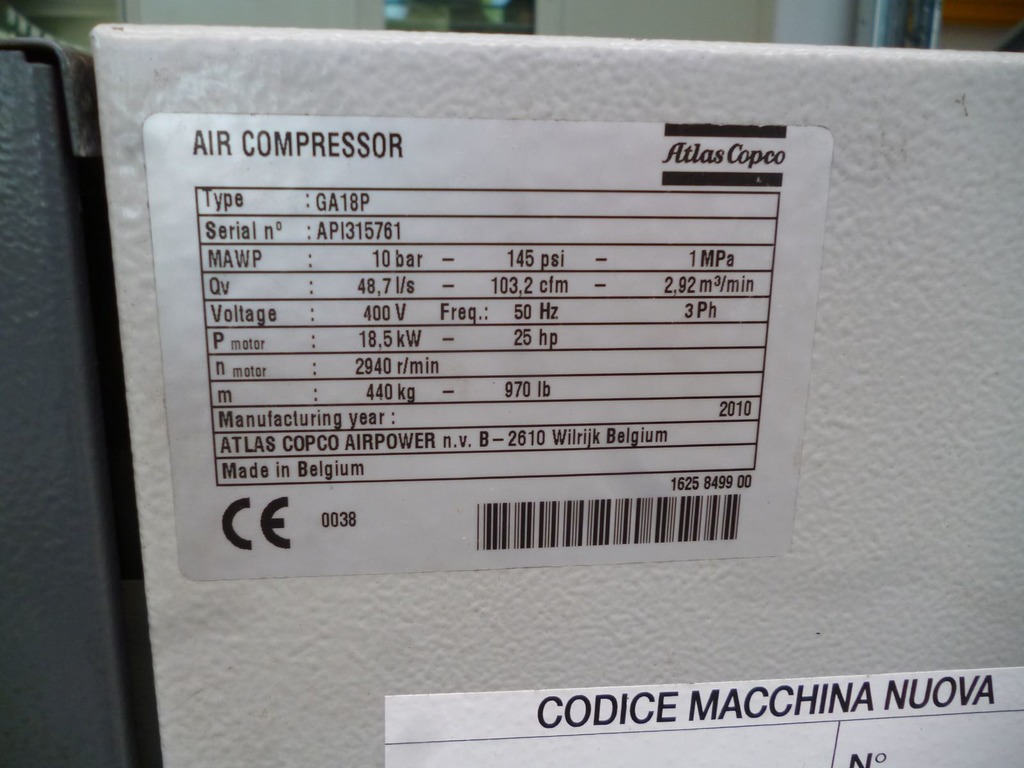 AIR COMPRESSOR
Atlas Copco
Type : GA18P
Serial n° : API315761
MAWP : 10 bar – 145 psi – 1 MPa
Qv : 48,7 l/s – 103,2 cfm – 2,92 m³/min
Voltage : 400 V Freq.: 50 Hz 3 Ph
P motor : 18,5 kW – 25 hp
n motor : 2940 r/min
m : 440 kg – 970 lb
Manufacturing year : 2010
ATLAS COPCO AIRPOWER n.v. B – 2610 Wilrijk Belgium
Made in Belgium
1625 8499 00
CE 0038
CODICE MACCHINA NUOVA
N°